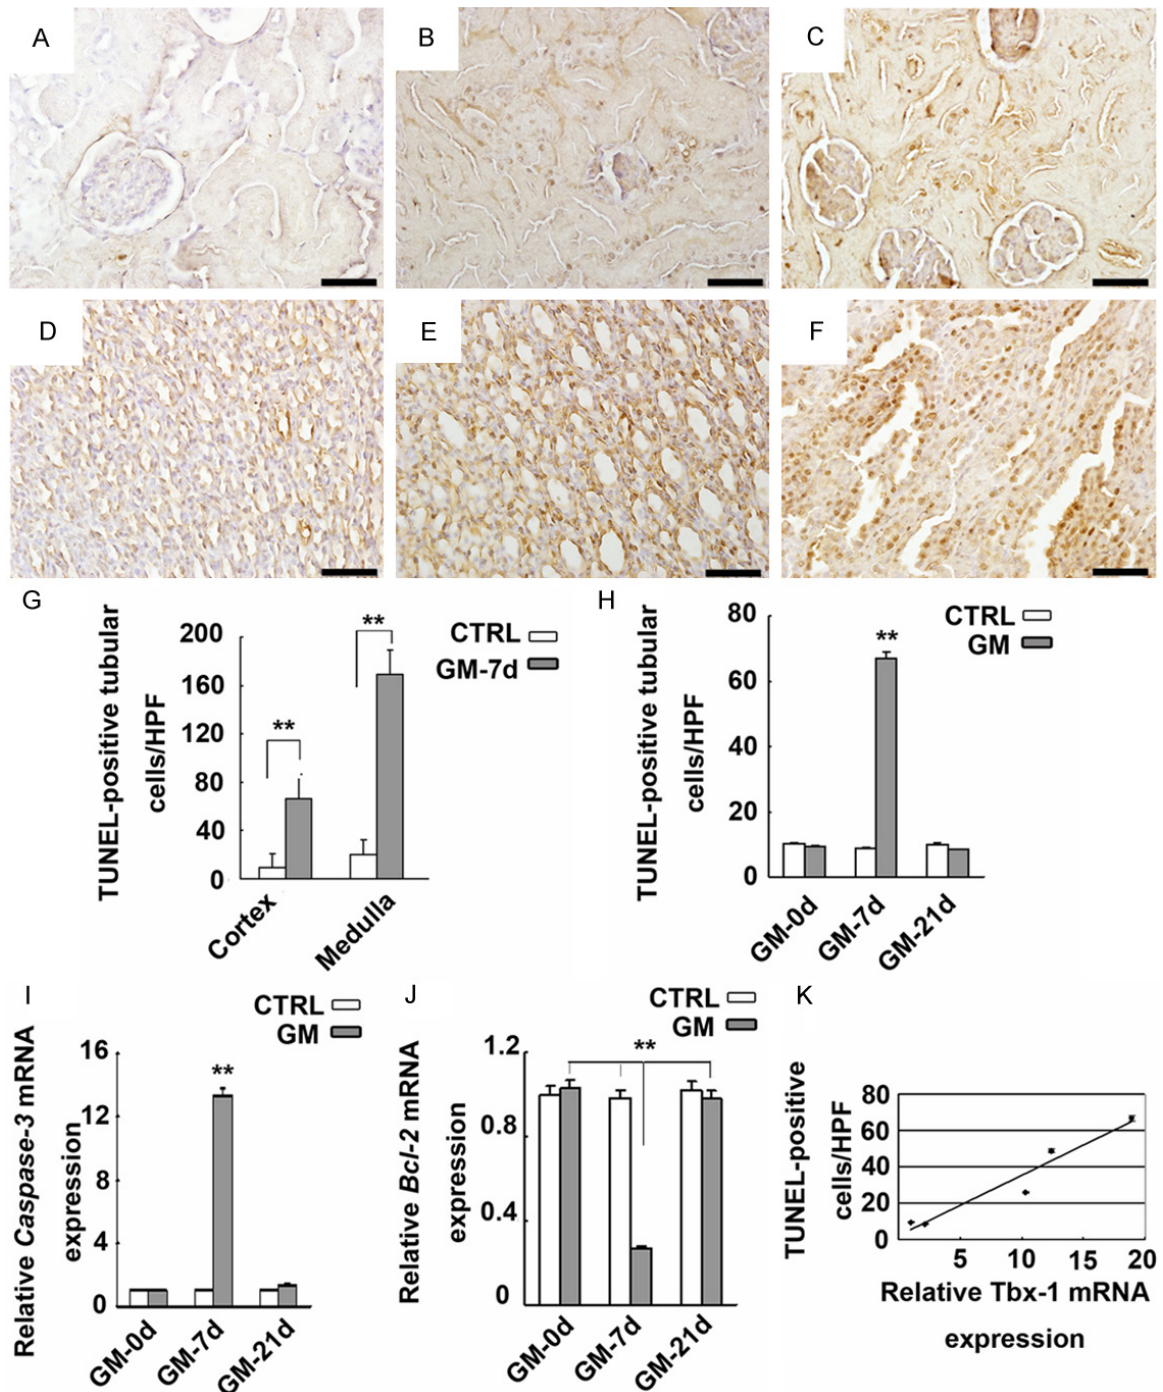 A
B
C
D
E
F
G
TUNEL-positive tubular
cells/HPF
200
160
120
80
40
0
**
**
CTRL
GM-7d
Cortex
Medulla
H
TUNEL-positive tubular
cells/HPF
80
60
40
20
0
**
CTRL
GM
GM-0d
GM-7d
GM-21d
I
Relative Caspase-3 mRNA
expression
16
12
8
4
0
**
CTRL
GM
GM-0d
GM-7d
GM-21d
J
Relative Bcl-2 mRNA
expression
1.2
0.8
0.4
0
**
CTRL
GM
GM-0d
GM-7d
GM-21d
K
TUNEL-positive
cells/HPF
80
60
40
20
0
5
10
15
20
Relative Tbx-1 mRNA
expression